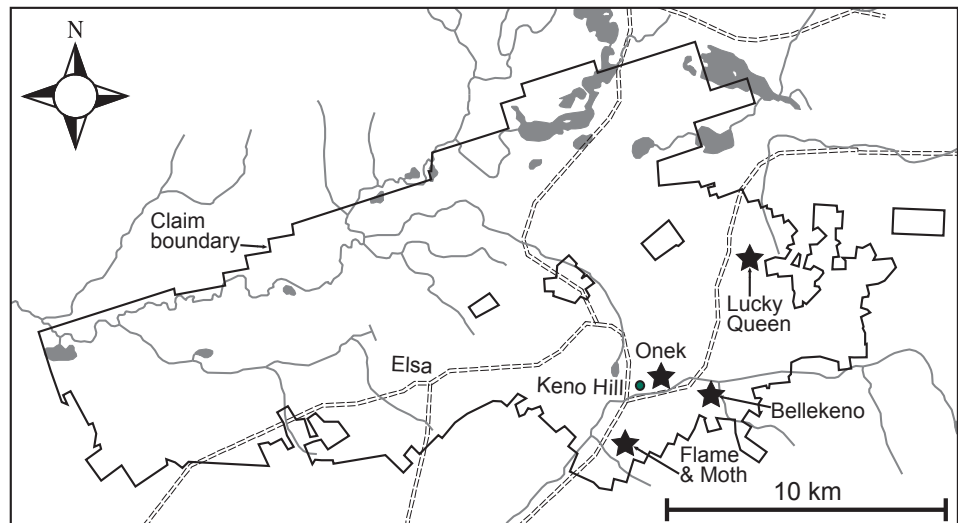 N
Claim
boundary
Lucky
Queen
Elsa
Onek
Keno Hill
Bellekeno
Flame
& Moth
10 km